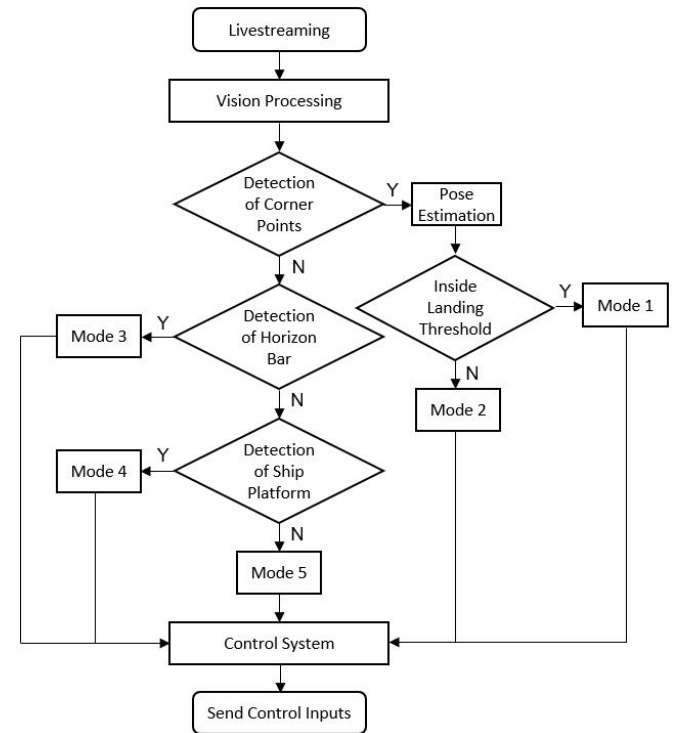 Livestreaming
Vision Processing
Detection
of Corner
Points
Y
Pose
Estimation
N
Inside
Landing
Threshold
Y
Mode 1
N
Mode 2
Detection
of Horizon
Bar
Y
Mode 3
N
Detection
of Ship
Platform
Y
Mode 4
N
Mode 5
Control System
Send Control Inputs